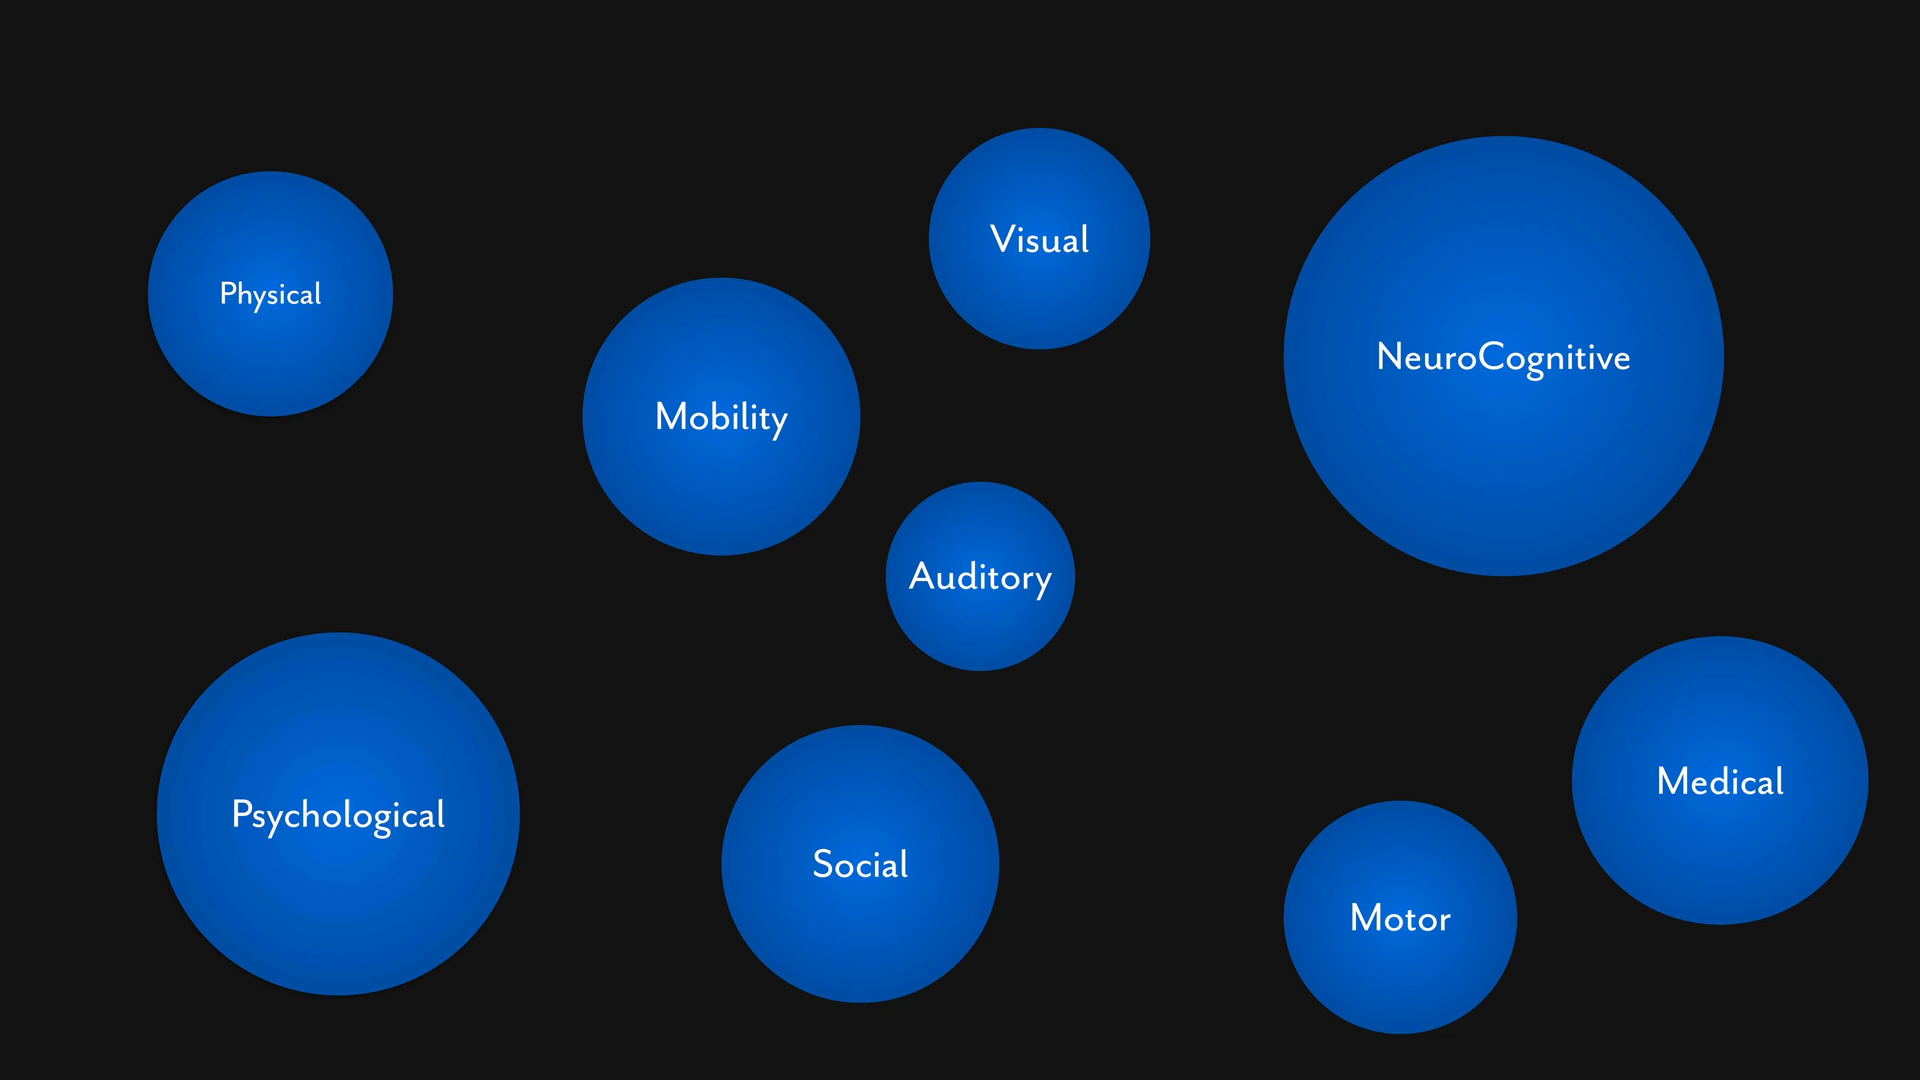 Visual
Physical
NeuroCognitive
Mobility
Auditory
Medical
Psychological
Social
Motor